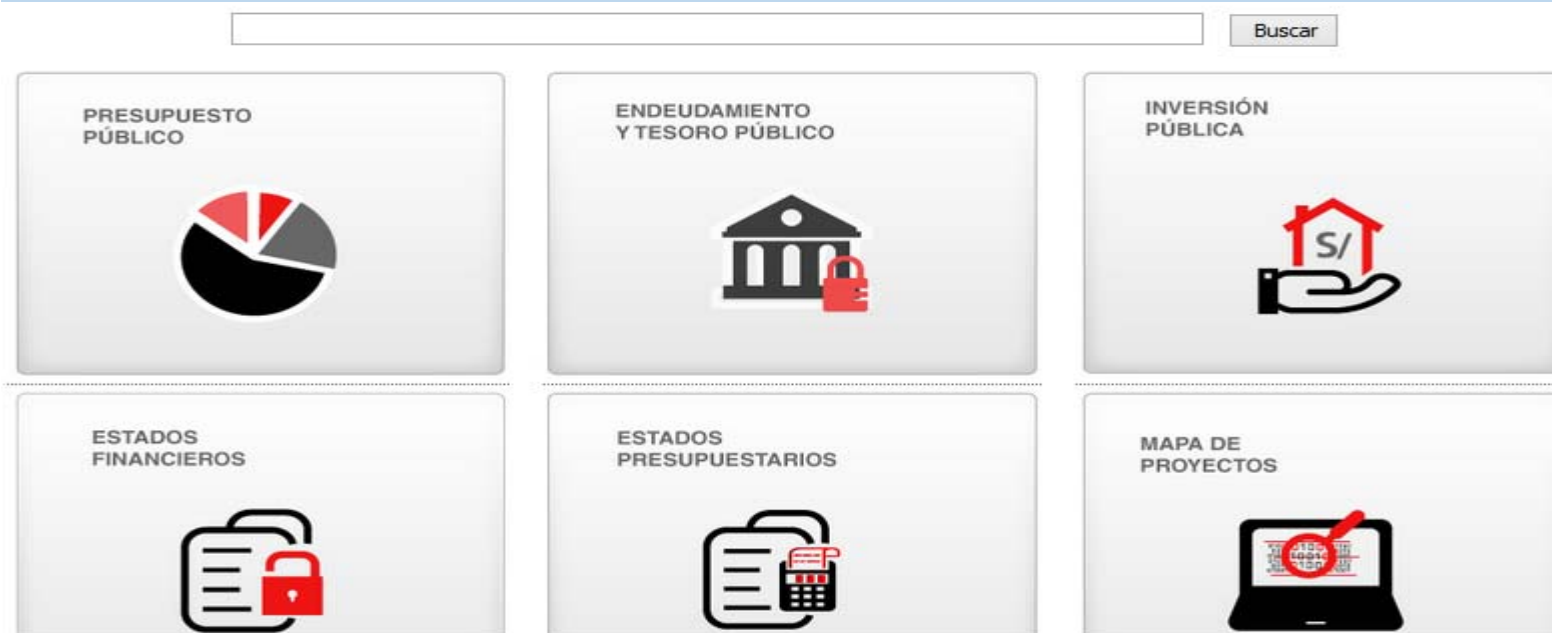 Buscar
PRESUPUESTO
PÚBLICO
ENDEUDAMIENTO
Y TESORO PÚBLICO
INVERSIÓN
PÚBLICA
S/
ESTADOS
FINANCIEROS
ESTADOS
PRESUPUESTARIOS
MAPA DE
PROYECTOS